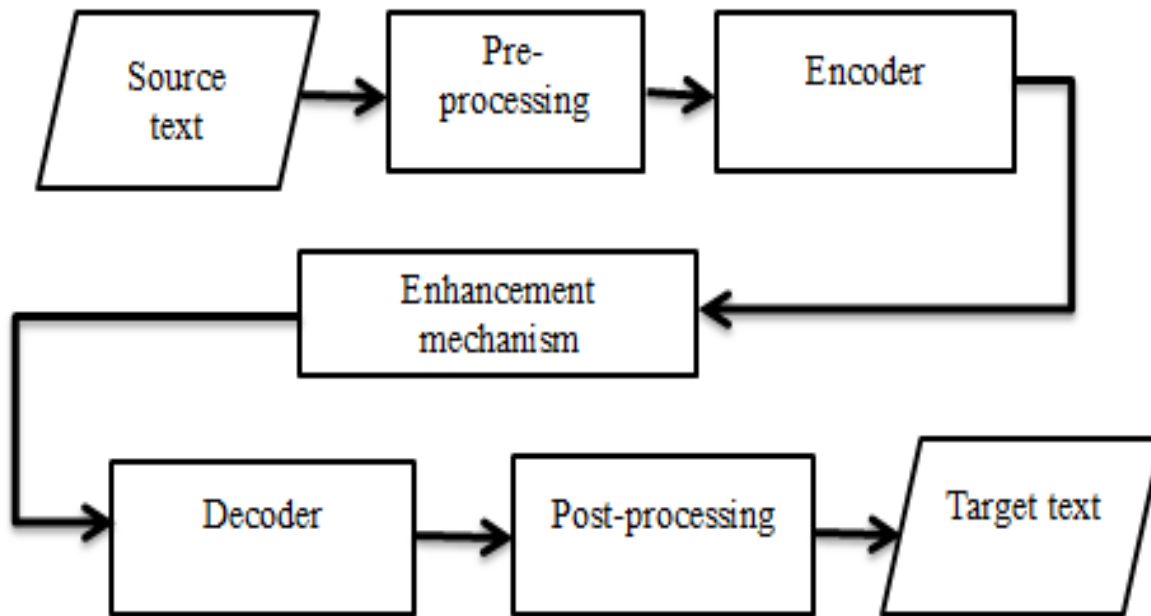 Source
text
Pre-
processing
Encoder
Enhancement
mechanism
Decoder
Post-processing
Target text